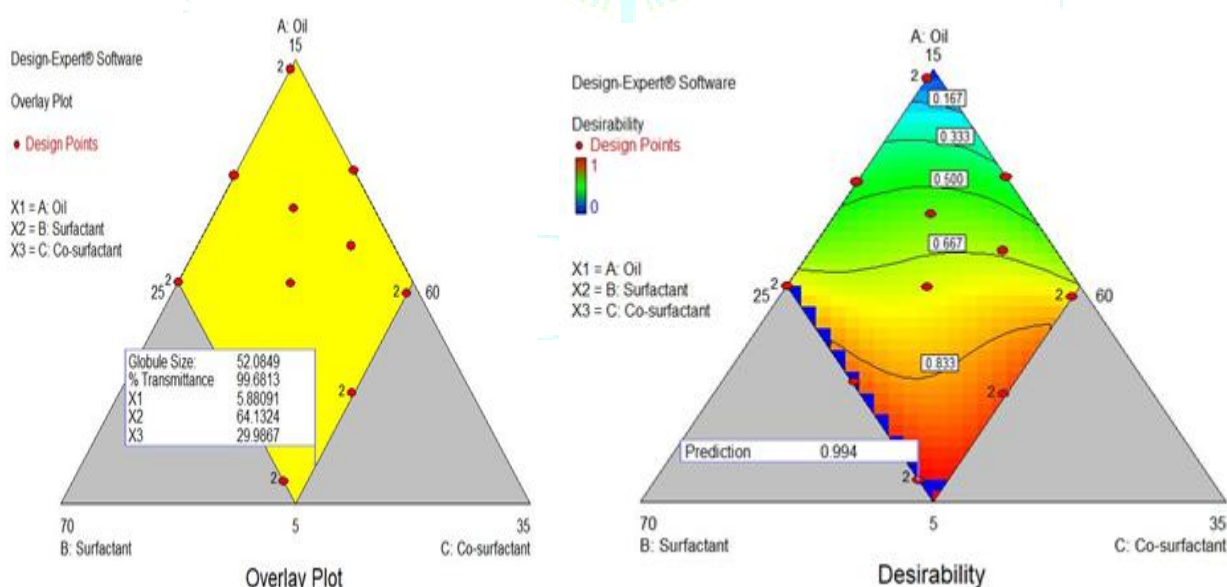 A: Oil
15
Design-Expert® Software
Overlay Plot
● Design Points
X1 = A: Oil
X2 = B: Surfactant
X3 = C: Co-surfactant
2
2
25
2
60
2
2
Globule Size: 52.0849
% Transmittance 99.6813
X1 5.88091
X2 64.1324
X3 29.9867
70
5
35
B: Surfactant
C: Co-surfactant
Overlay Plot
A: Oil
15
Design-Expert® Software
Desirability
● Design Points
1
0
X1 = A: Oil
X2 = B: Surfactant
X3 = C: Co-surfactant
2
0.167
0.333
0.500
0.667
2
25
2
60
0.833
2
Prediction 0.994
2
70
5
35
B: Surfactant
C: Co-surfactant
Desirability